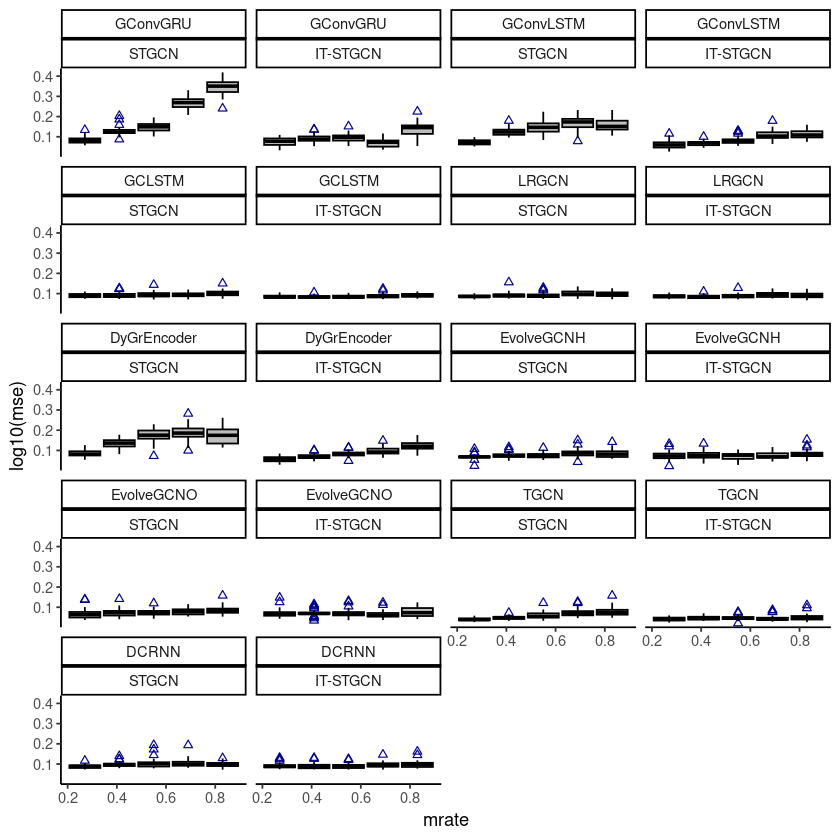 GConvGRU GConvGRU GConvLSTM GConvLSTM
STGCN IT-STGCN STGCN IT-STGCN
0.4
0.3
0.2
0.1
GCLSTM GCLSTM LRGCN LRGCN
STGCN IT-STGCN STGCN IT-STGCN
0.4
0.3
0.2
0.1
DyGrEncoder DyGrEncoder EvolveGCNH EvolveGCNH
STGCN IT-STGCN STGCN IT-STGCN
0.4
0.3
0.2
0.1
log10(mse)
EvolveGCNO EvolveGCNO TGCN TGCN
STGCN IT-STGCN STGCN IT-STGCN
0.4
0.3
0.2
0.1
0.2 0.4 0.6 0.8 0.2 0.4 0.6 0.8
DCRNN DCRNN
STGCN IT-STGCN
0.4
0.3
0.2
0.1
0.2 0.4 0.6 0.8 0.2 0.4 0.6 0.8
mrate